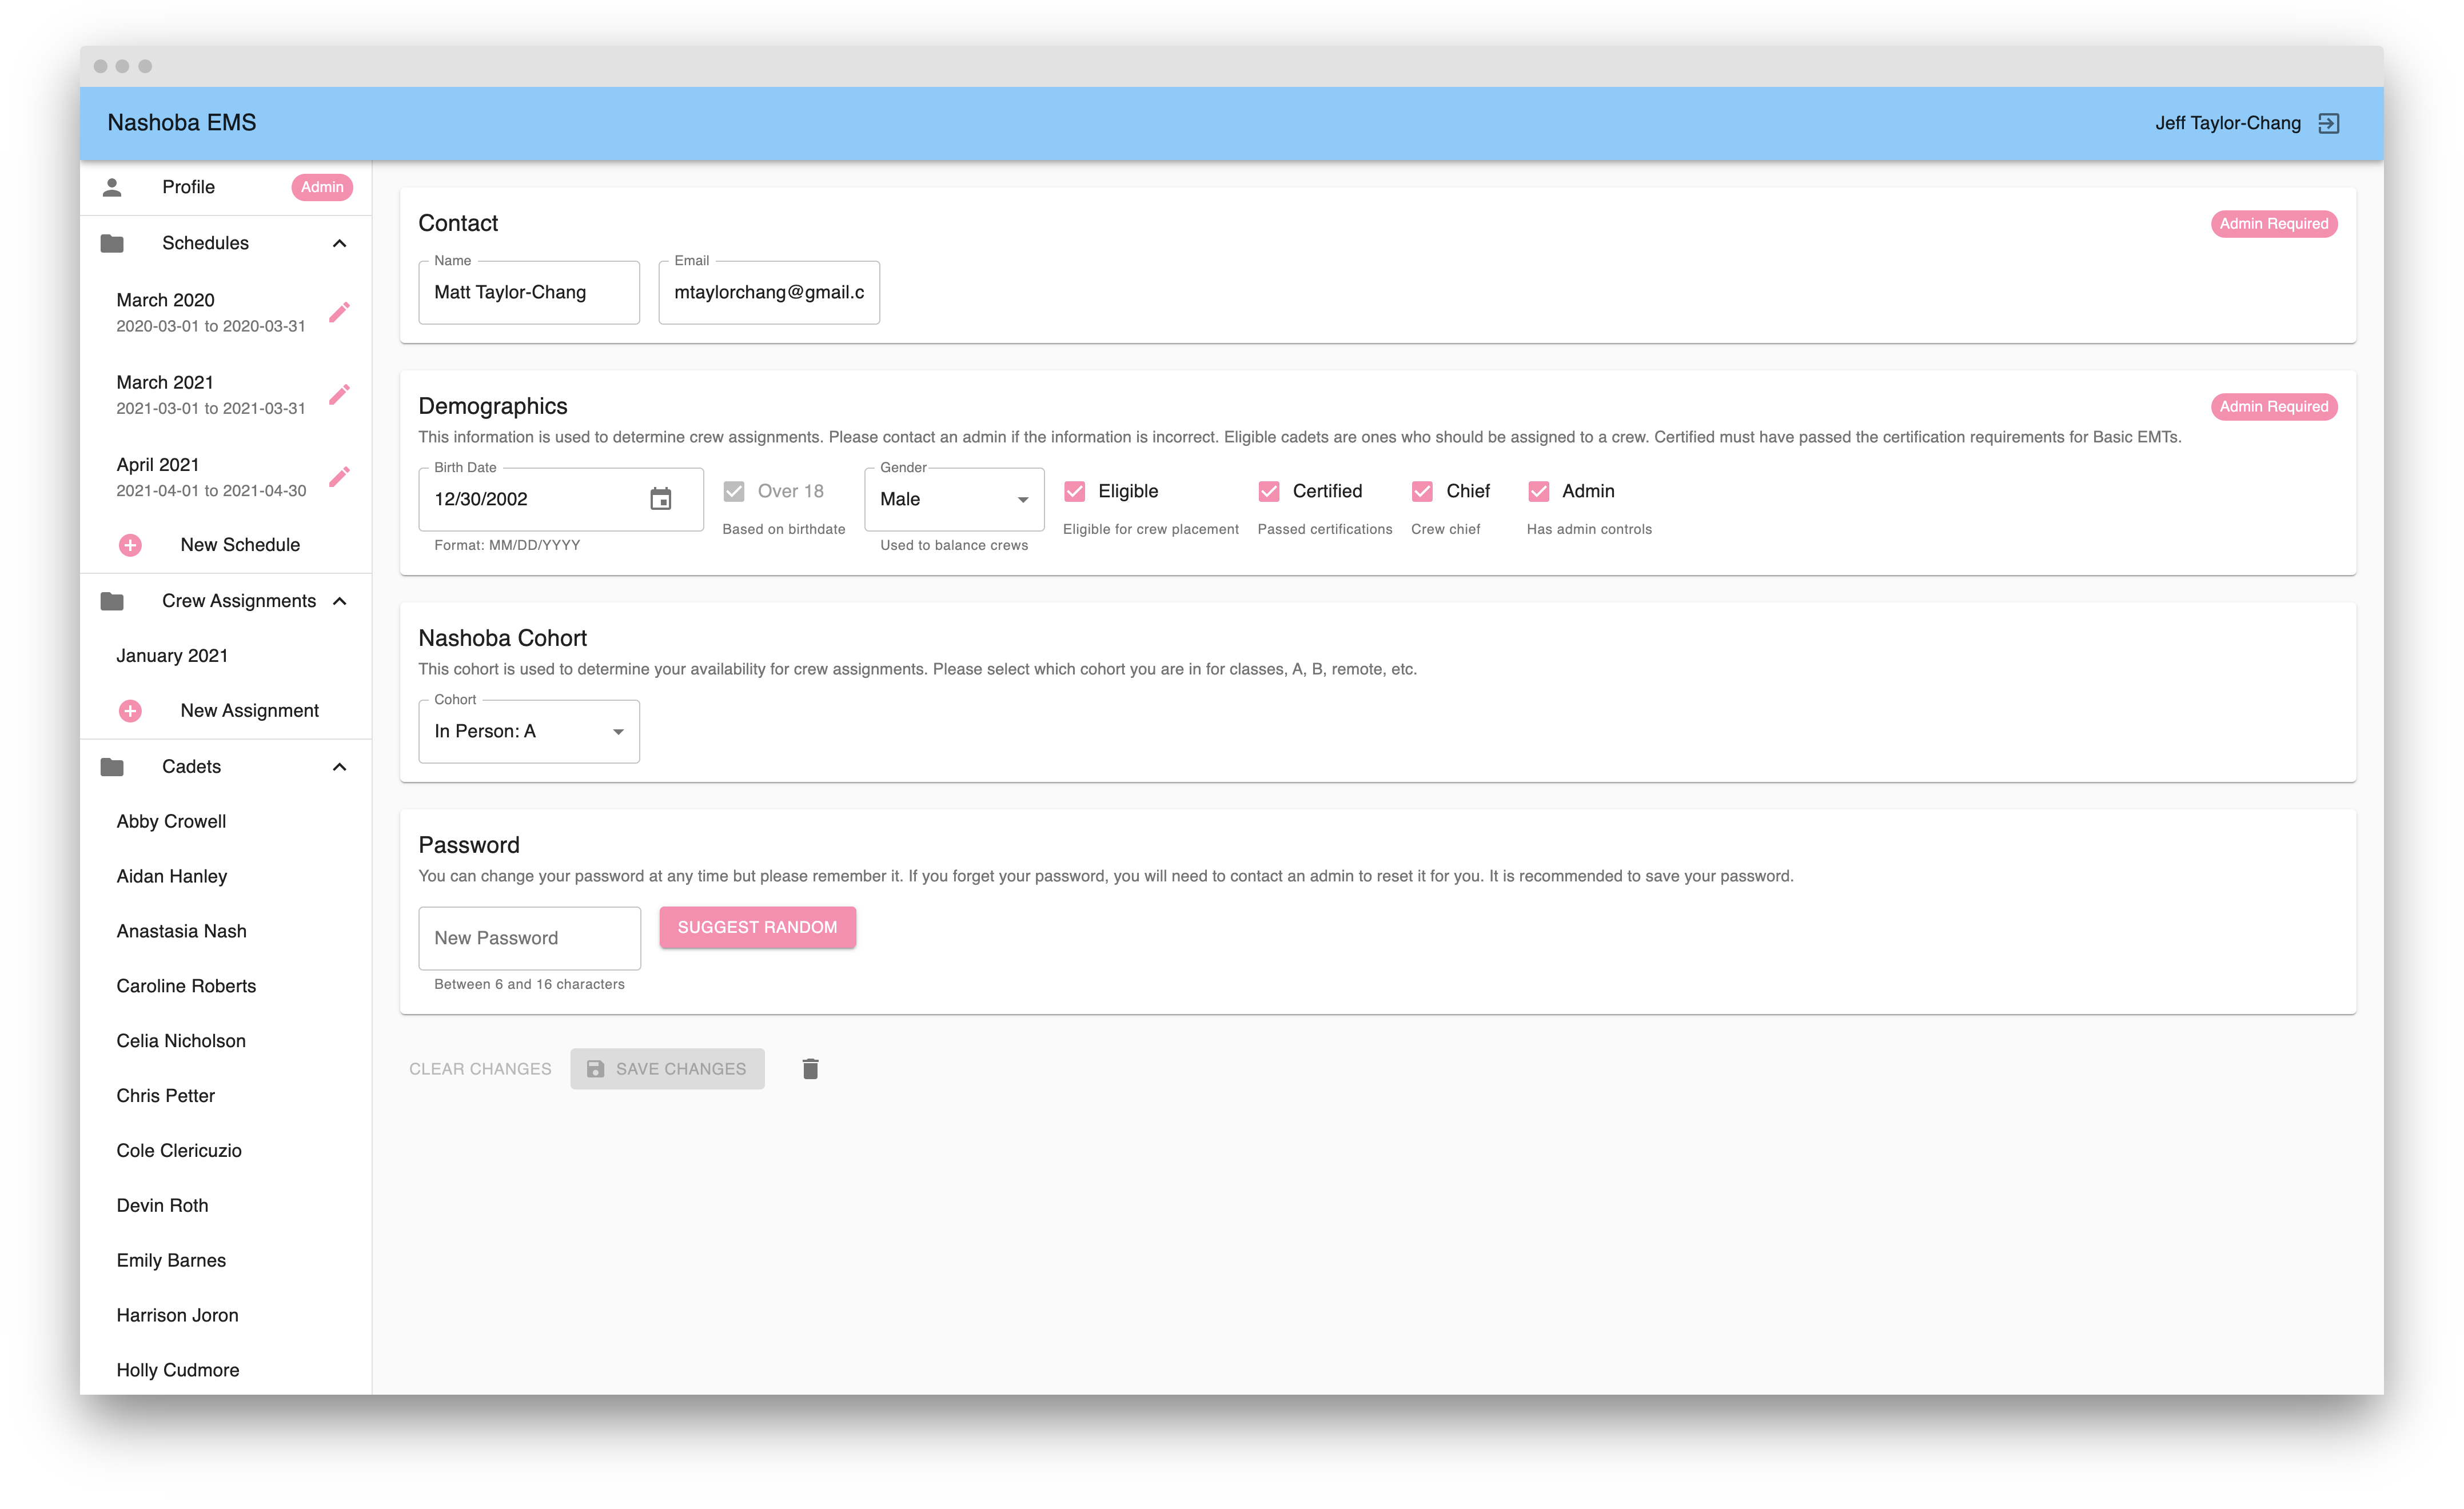 Nashoba EMS
Jeff Taylor-Chang
Profile
Admin
Schedules
March 2020
2020-03-01 to 2020-03-31
March 2021
2021-03-01 to 2021-03-31
April 2021
2021-04-01 to 2021-04-30
New Schedule
Crew Assignments
January 2021
New Assignment
Cadets
Abby Crowell
Aidan Hanley
Anastasia Nash
Caroline Roberts
Celia Nicholson
Chris Petter
Cole Clericuzio
Devin Roth
Emily Barnes
Harrison Joron
Holly Cudmore
Contact
Admin Required
Name
Matt Taylor-Chang
Email
mtaylorchang@gmail.c
Demographics
Admin Required
This information is used to determine crew assignments. Please contact an admin if the information is incorrect. Eligible cadets are ones who should be assigned to a crew. Certified must have passed the certification requirements for Basic EMTs.
Birth Date
12/30/2002
Format: MM/DD/YYYY
Over 18
Based on birthdate
Gender
Male
Used to balance crews
Eligible
Eligible for crew placement
Certified
Passed certifications
Chief
Crew chief
Admin
Has admin controls
Nashoba Cohort
This cohort is used to determine your availability for crew assignments. Please select which cohort you are in for classes, A, B, remote, etc.
Cohort
In Person: A
Password
You can change your password at any time but please remember it. If you forget your password, you will need to contact an admin to reset it for you. It is recommended to save your password.
New Password
Between 6 and 16 characters
SUGGEST RANDOM
CLEAR CHANGES
SAVE CHANGES